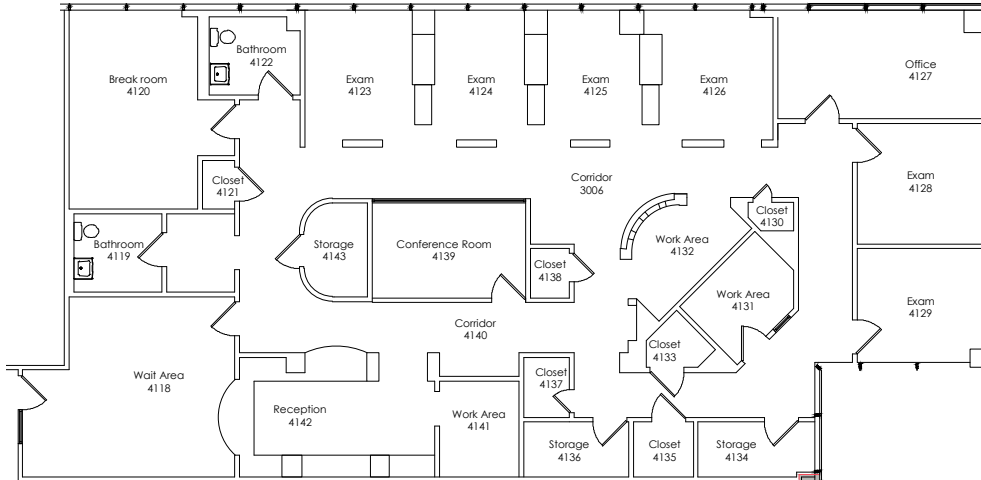 Break room
4120
Bathroom
4122
Exam
4123
Exam
4124
Exam
4125
Exam
4126
Office
4127
Closet
4121
Corridor
3006
Exam
4128
Bathroom
4119
Storage
4143
Conference Room
4139
Closet
4138
Work Area
4132
Closet
4130
Work Area
4131
Exam
4129
Corridor
4140
Closet
4133
Wait Area
4118
Closet
4137
Reception
4142
Work Area
4141
Storage
4136
Closet
4135
Storage
4134